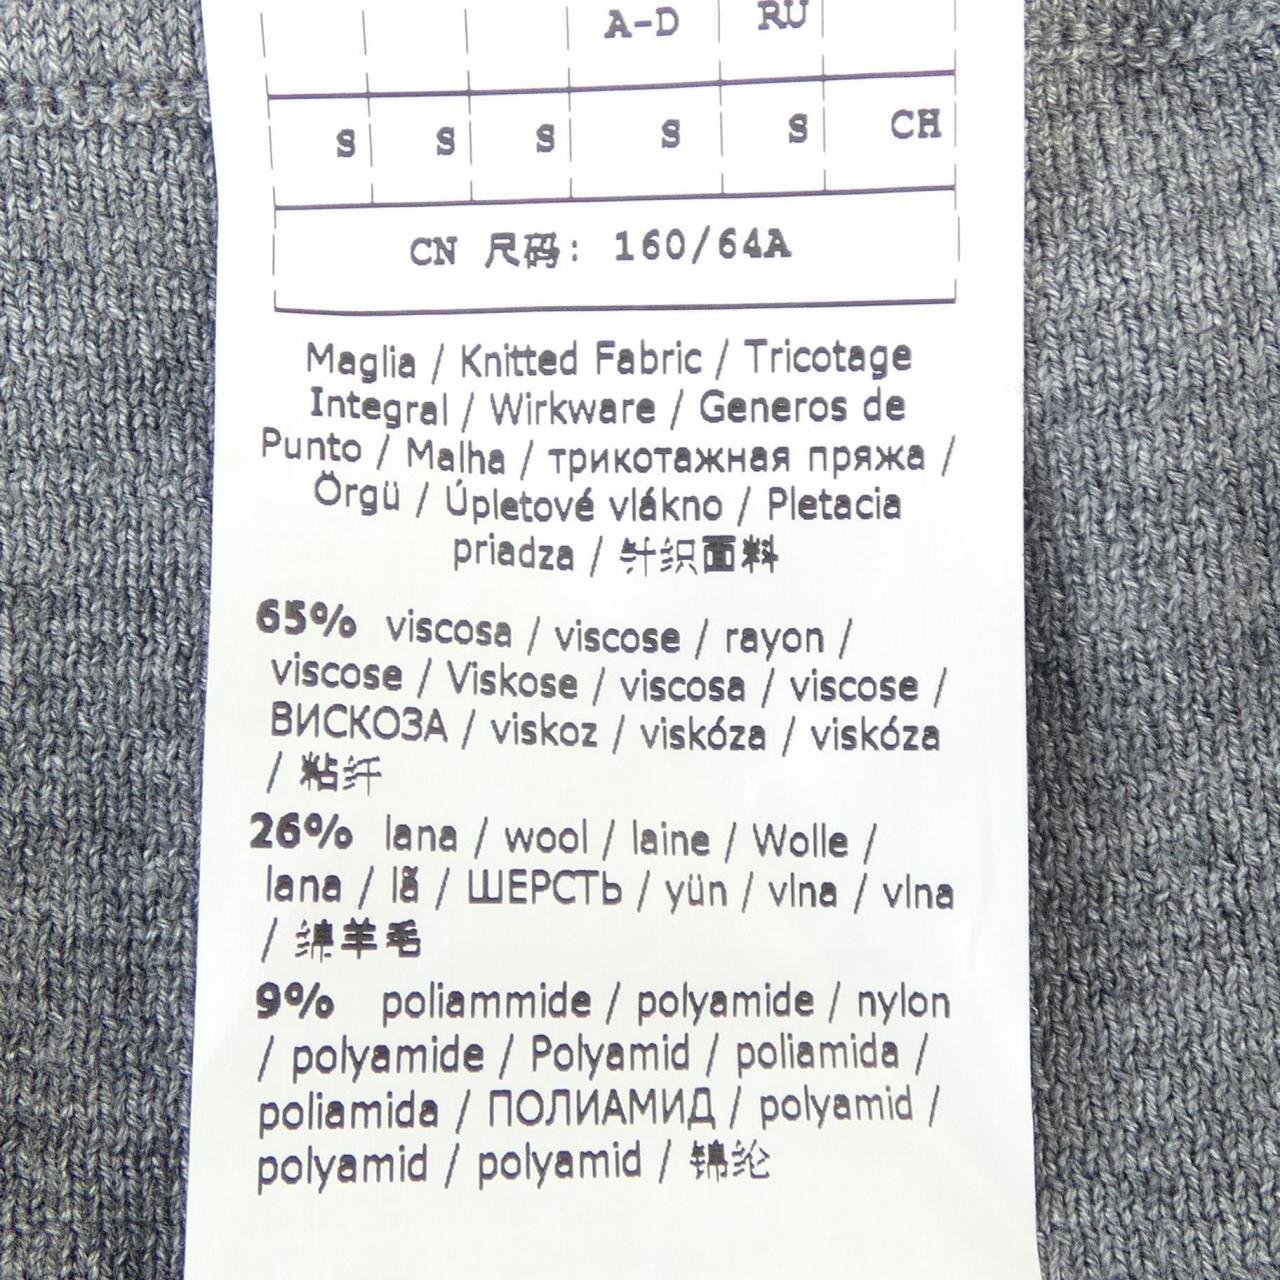 A-D RU
S S S S S CH
CN 尺码: 160/64A
Maglia / Knitted Fabric / Tricotage
Integral / Wirkware / Generos de
Punto / Malha / трикотажная пряжа /
Örgü / Úpletové vlákno / Pletacia
priadza / 针织面料
65% viscosa / viscose / rayon /
viscose / Viskose / viscosa / viscose /
ВИСКОЗА / viskoz / viskóza / viskóza
/ 粘纤
26% lana / wool / laine / Wolle /
lana / lã / ШЕРСТЬ / yün / vlna / vlna
/ 绵羊毛
9% poliammide / polyamide / nylon
/ polyamide / Polyamid / poliamida /
poliamida / ПОЛИАМИД / polyamid /
polyamid / polyamid / 锦纶